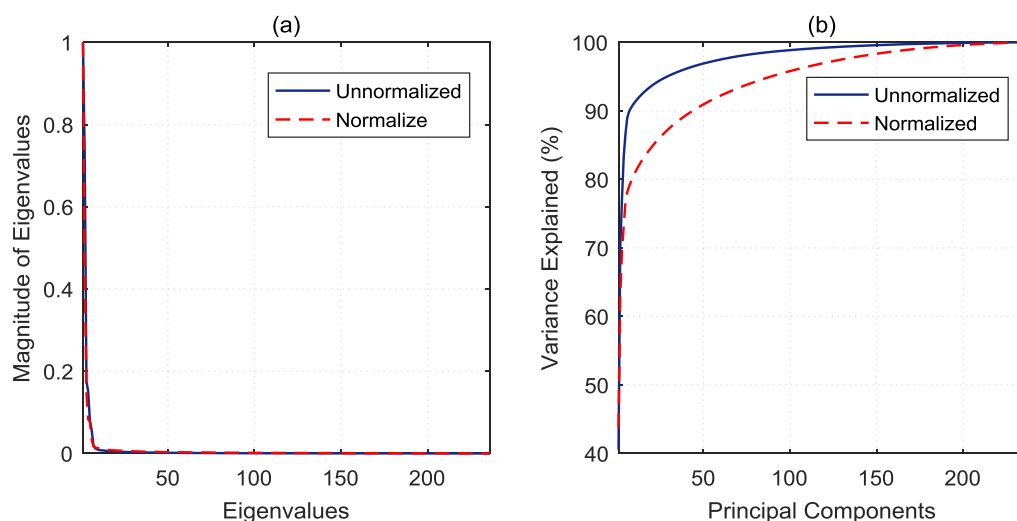 (a)
1
0.8
0.6
0.4
0.2
0
50
100
150
200
Magnitude of Eigenvalues
Eigenvalues
Unnormalized
Normalize
(b)
100
90
80
70
60
50
40
50
100
150
200
Variance Explained (%)
Principal Components
Unnormalized
Normalized